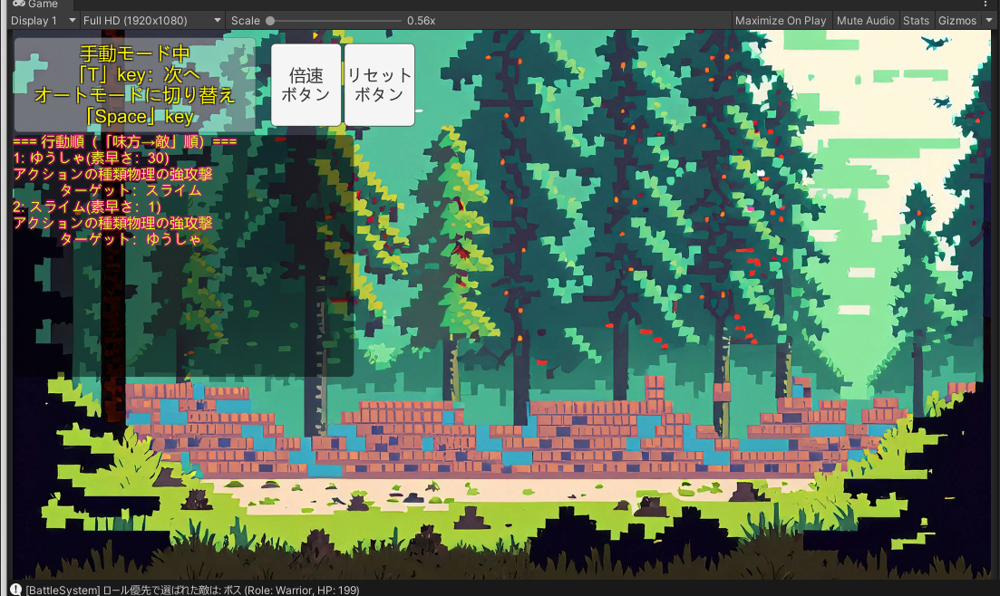 Game
Display 1 Full HD (1920x1080) Scale 0.56x Maximize On Play Mute Audio Stats Gizmos
手動モード中
「T」key: 次へ
オートモードに切り替え
「Space」key
倍速
ボタン
リセット
ボタン
=== 行動順（「味方→敵」順）===
1: ゆうしゃ(素早さ: 30)
アクションの種類物理の強攻撃
ターゲット: スライム
2: スライム(素早さ: 1)
アクションの種類物理の強攻撃
ターゲット: ゆうしゃ
[BattleSystem] ロール優先で選ばれた敵は: ボス (Role: Warrior, HP: 199)